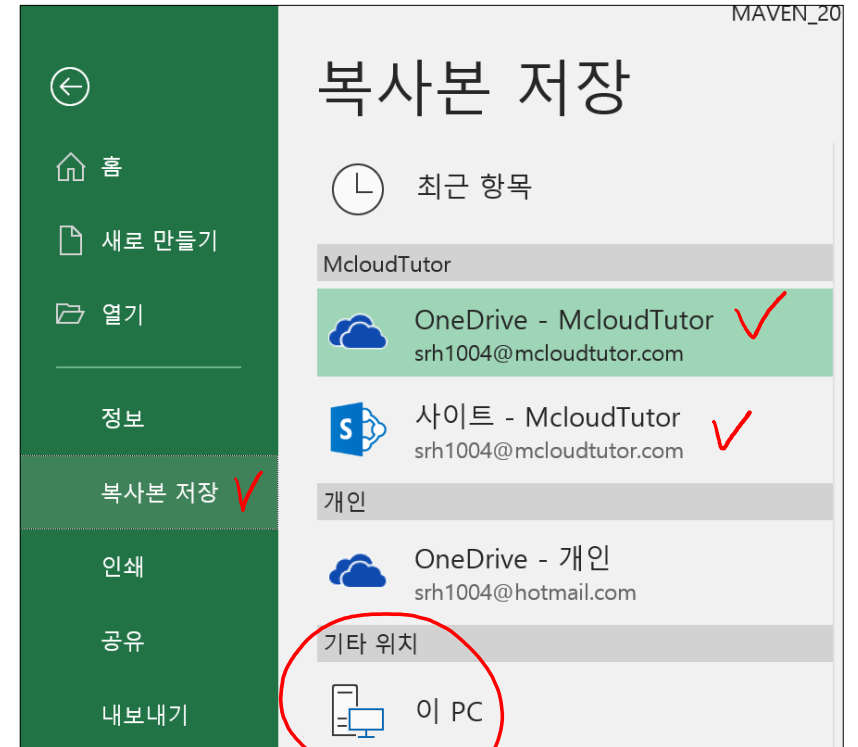 MAVEN_20
복사본 저장
홈
새로 만들기
열기
정보
복사본 저장
인쇄
공유
내보내기
최근 항목
McloudTutor
OneDrive - McloudTutor
srh1004@mcloudtutor.com
사이트 - McloudTutor
srh1004@mcloudtutor.com
개인
OneDrive - 개인
srh1004@hotmail.com
기타 위치
이 PC